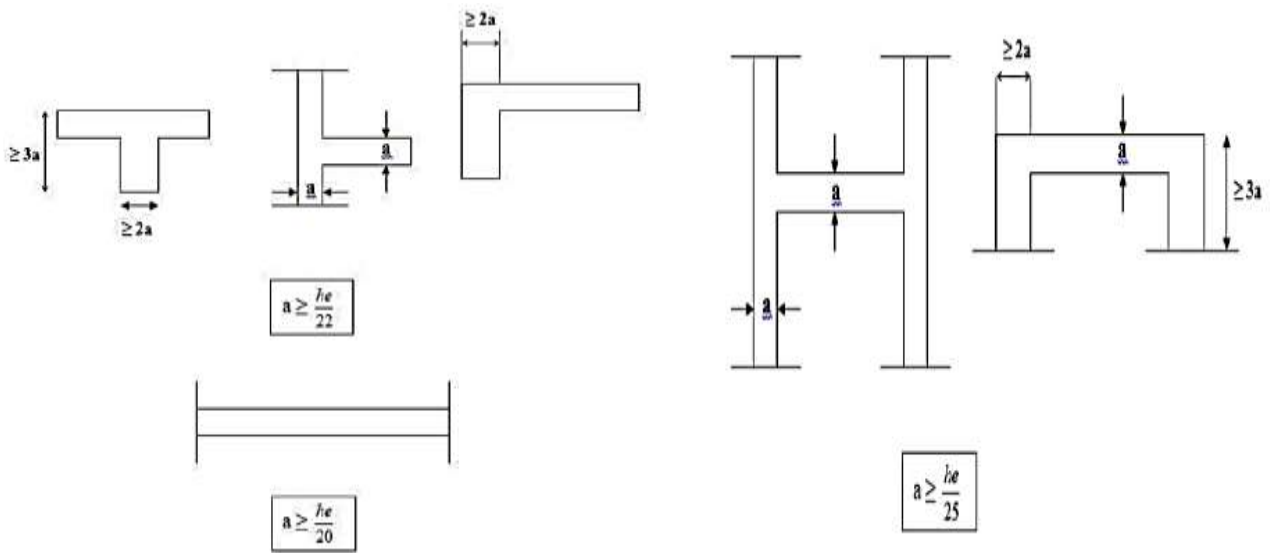 ≥ 2a
≥ 3a
≥ 2a
a
a
a ≥ he/22
a ≥ he/20
≥ 2a
a
a
a
≥ 3a
a ≥ he/25